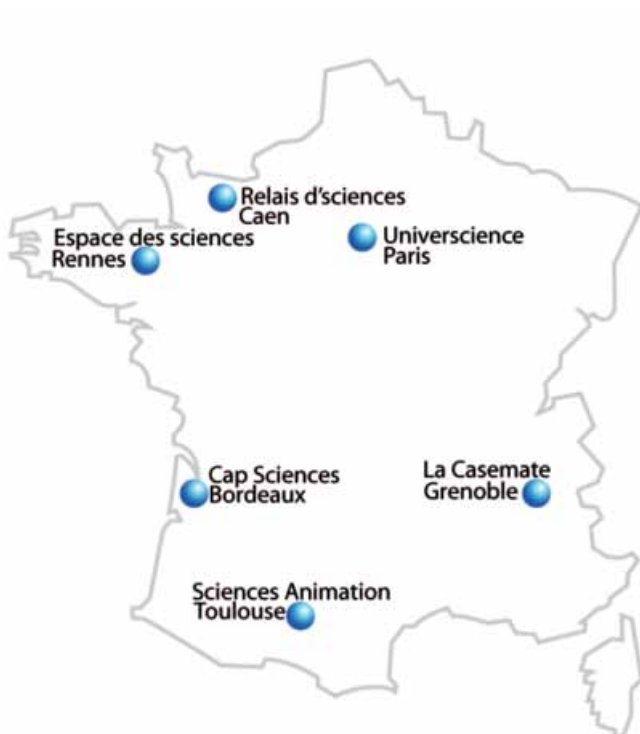 Relais d'sciences
Caen
Espace des sciences
Rennes
Universcience
Paris
Cap Sciences
Bordeaux
La Casemate
Grenoble
Sciences Animation
Toulouse